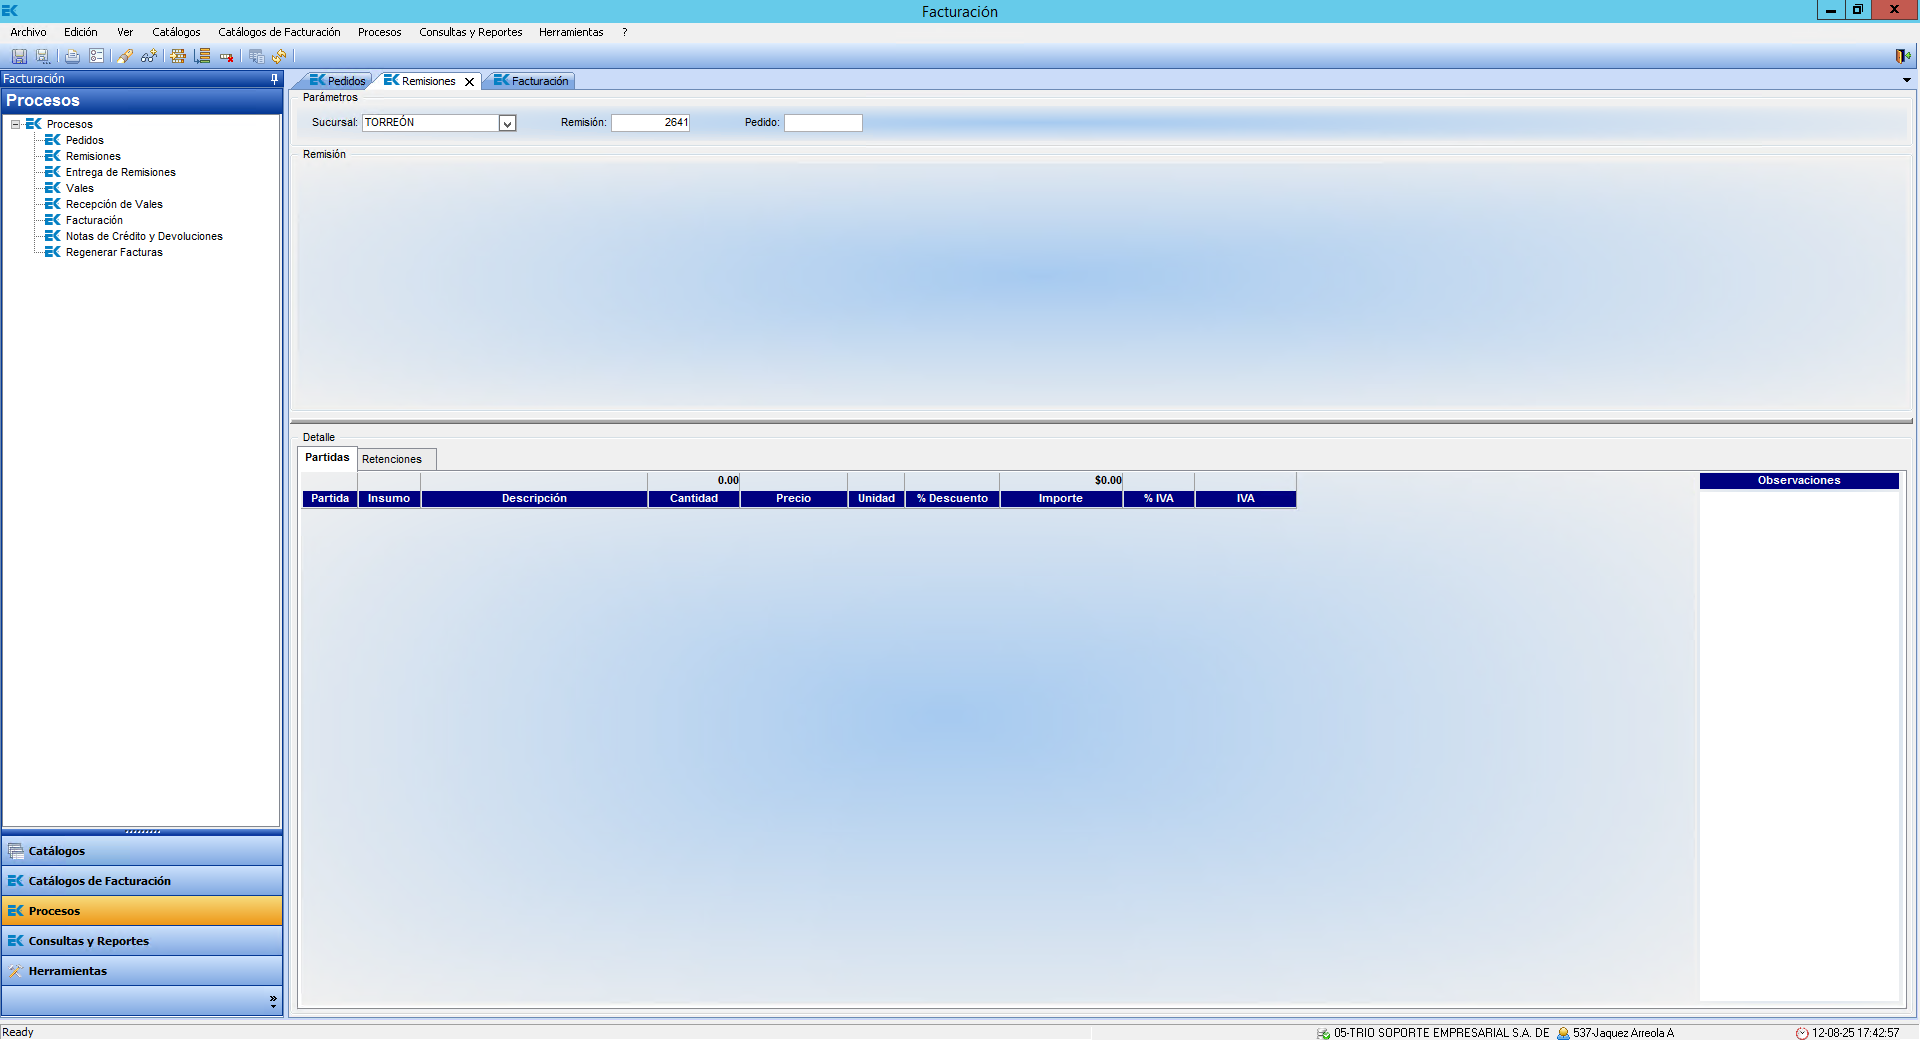 Facturación
Archivo Edición Ver Catálogos Catálogos de Facturación Procesos Consultas y Reportes Herramientas ?
Facturación
Procesos
Procesos
Pedidos
Remisiones
Entrega de Remisiones
Vales
Recepción de Vales
Facturación
Notas de Crédito y Devoluciones
Regenerar Facturas
Catálogos
Catálogos de Facturación
Procesos
Consultas y Reportes
Herramientas
Pedidos Remisiones Facturación
Parámetros
Sucursal: TORREÓN Remisión: 2641 Pedido:
Remisión
Detalle
Partidas Retenciones
0.00 $0.00
Partida Insumo Descripción Cantidad Precio Unidad % Descuento Importe % IVA IVA
Observaciones
Ready 05-TRIO SOPORTE EMPRESARIAL S.A. DE 537-Jaquez Arreola A 12-08-25 17:42:57